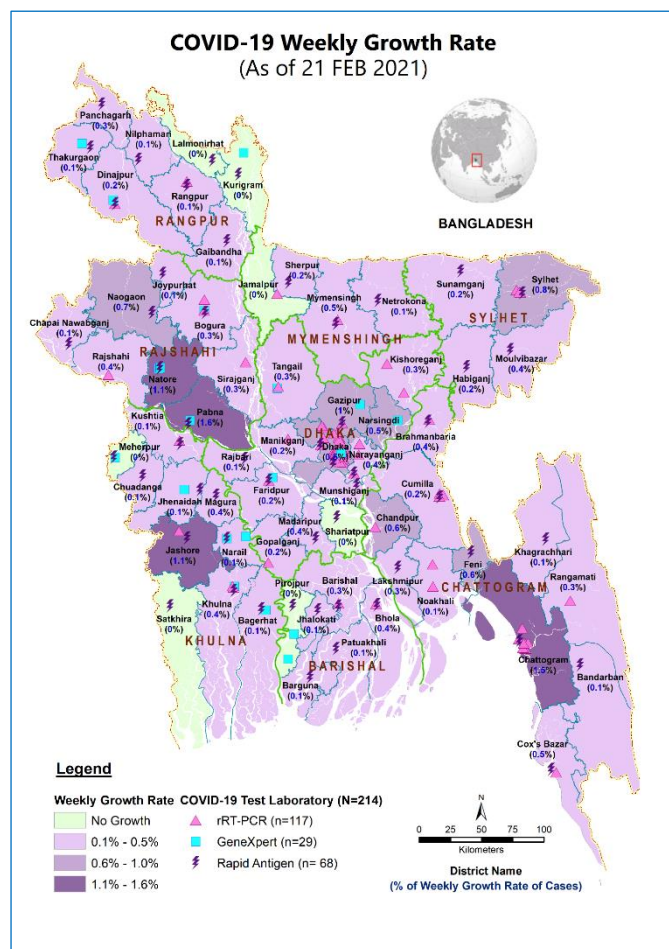 COVID-19 Weekly Growth Rate
(As of 21 FEB 2021)
BANGLADESH
Panchagarh
(0.3%)
Nilphamari
(0.1%)
Lalmonirhat
(0%)
Thakurgaon
(0.1%)
Dinajpur
(0.2%)
Kurigram
(0%)
Rangpur
(0.1%)
RANGPUR
Gaibandha
(0.1%)
Joypurhat
(0.1%)
Naogaon
(0.7%)
Bogura
(0.3%)
Chapai Nawabganj
(0.1%)
RAJSHAHI
Rajshahi
(0.4%)
Natore
(1.1%)
Sirajganj
(0.3%)
Pabna
(1.6%)
Jamalpur
(0%)
Sherpur
(0.2%)
Mymensingh
(0.5%)
Netrokona
(0.1%)
MYMENSINGH
Sunamganj
(0.2%)
Sylhet
(0.8%)
SYLHET
Moulvibazar
(0.4%)
Habiganj
(0.2%)
Kishoreganj
(0.3%)
Tangail
(0.3%)
Gazipur
(1%)
Narsingdi
(0.5%)
DHAKA
Dhaka
Manikganj
(0.2%)
Narayanganj
(0.4%)
Brahmanbaria
(0.4%)
Munshiganj
(0.1%)
Cumilla
(0.2%)
Kushtia
(0.1%)
Meherpur
(0%)
Rajbari
(0.1%)
Chuadanga
(0.1%)
Jhenaidah
(0.1%)
Magura
(0.4%)
Faridpur
(0.2%)
Madaripur
(0.4%)
Shariatpur
(0%)
Chandpur
(0.6%)
Jashore
(1.1%)
Narail
(0.1%)
Gopalganj
(0.2%)
Khulna
(0.4%)
Satkhira
(0%)
KHULNA
Bagerhat
(0.1%)
Pirojpur
(0%)
Barishal
(0.3%)
Jhalokati
(0.1%)
Patuakhali
(0.1%)
BARISHAL
Barguna
(0.1%)
Bhola
(0.4%)
Lakshmipur
(0.3%)
Noakhali
(0.1%)
Feni
(0.6%)
CHATTOGRAM
Khagrachhari
(0.1%)
Rangamati
(0.3%)
Chattogram
(1.5%)
Bandarban
(0.1%)
Cox's Bazar
(0.5%)
Legend
Weekly Growth Rate
No Growth
0.1% - 0.5%
0.6% - 1.0%
1.1% - 1.6%
COVID-19 Test Laboratory (N=214)
rRT-PCR (n=117)
GeneXpert (n=29)
Rapid Antigen (n= 68)
N
0 20 40 60 80 100
Kilometers
District Name
(% of Weekly Growth Rate of Cases)